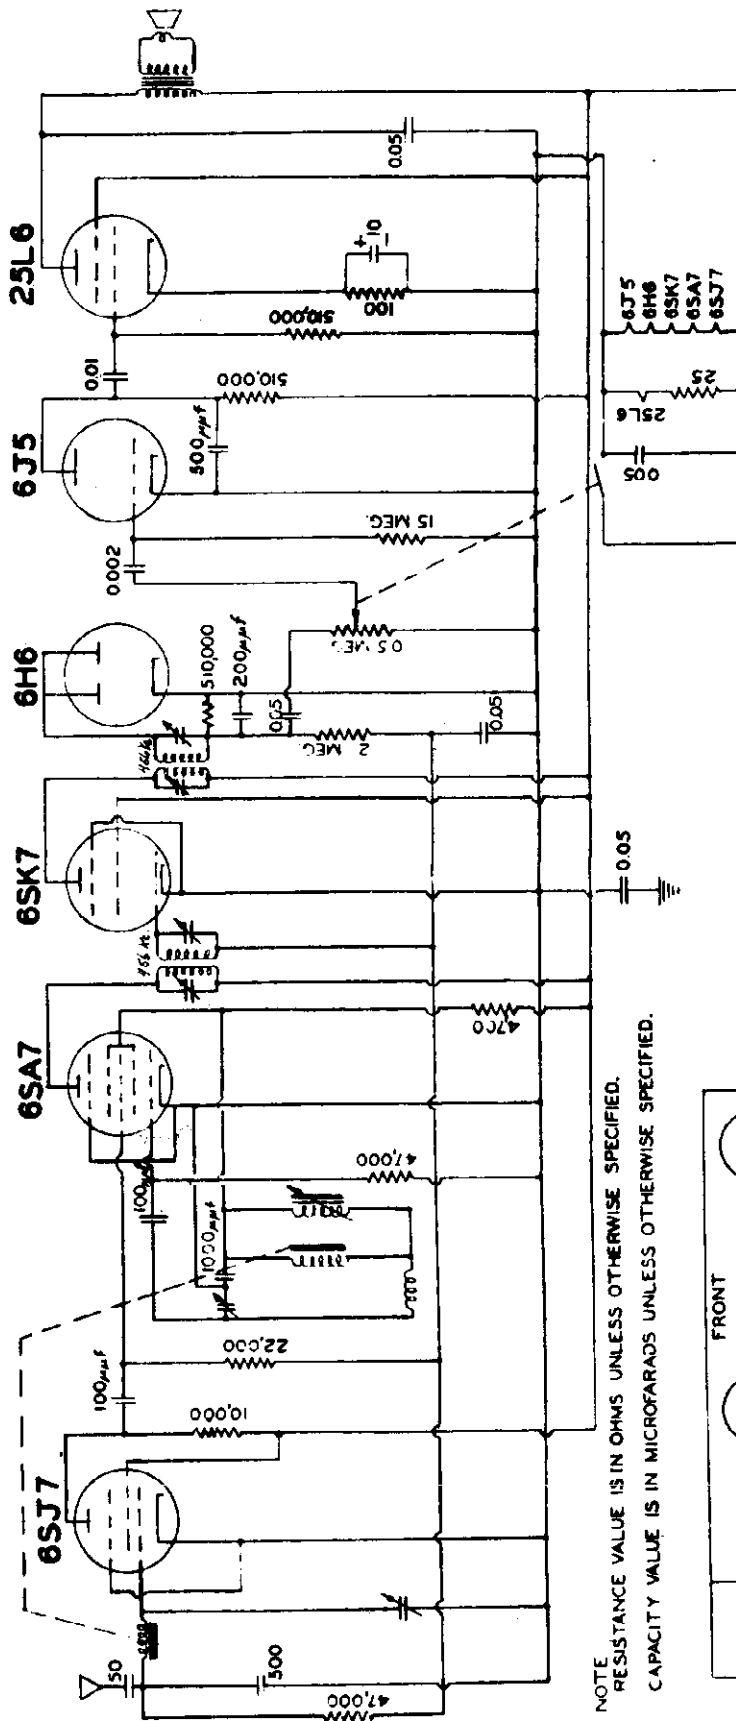 6SJ7
6SA7
6SK7
6H6
6J5
25L6
50
500
47,000
10,000
100µµf
22,000
1000µµf
100µµf
47,000
4700
456 kc.
456 kc.
510,000
200µµf
0.05
2 MEG.
0.05
0.5 MEG.
0.05
0.002
15 MEG.
500µµf
510,000
0.01
510,000
100
+ 10 -
0.05
0.05
25L6
25
6J5
6H6
6SK7
6SA7
6SJ7
NOTE
RESISTANCE VALUE IS IN OHMS UNLESS OTHERWISE SPECIFIED.
CAPACITY VALUE IS IN MICROFARADS UNLESS OTHERWISE SPECIFIED.
FRONT